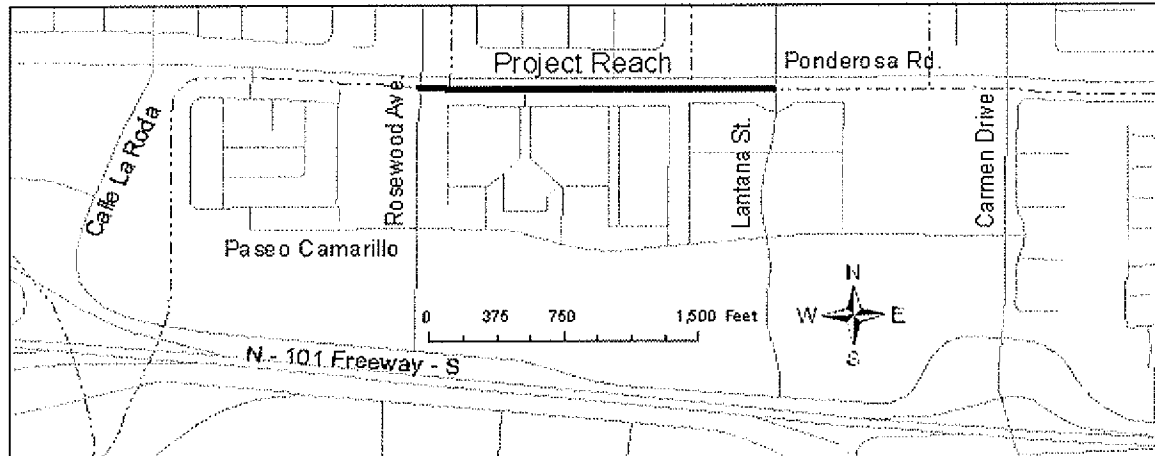 Project Reach
Ponderosa Rd.
Calle La Roda
Rosewood Ave
Lantana St.
Carmen Drive
Paseo Camarillo
N
W E
S
0 375 750 1,500 Feet
N - 101 Freeway - S